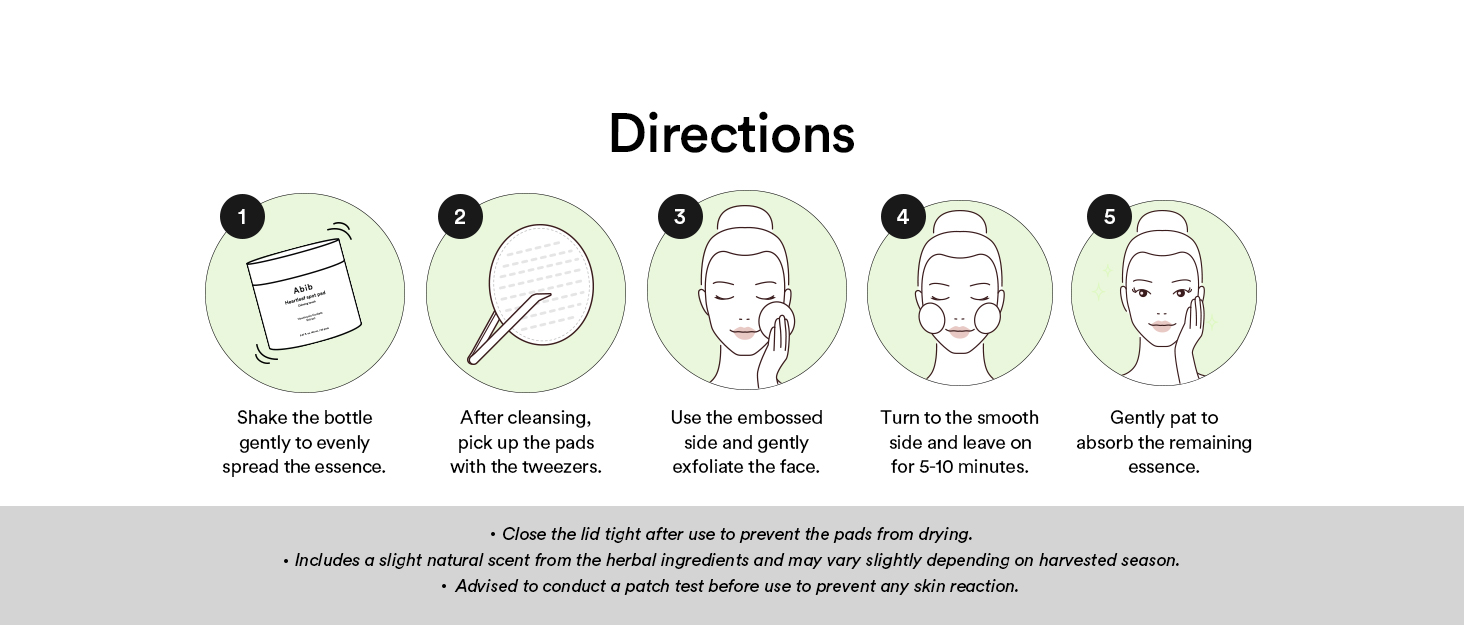 Directions
1
Shake the bottle
gently to evenly
spread the essence.
Abib
Heartleaf spot pad
Calming touch
2
After cleansing,
pick up the pads
with the tweezers.
3
Use the embossed
side and gently
exfoliate the face.
4
Turn to the smooth
side and leave on
for 5-10 minutes.
5
Gently pat to
absorb the remaining
essence.
• Close the lid tight after use to prevent the pads from drying.
• Includes a slight natural scent from the herbal ingredients and may vary slightly depending on harvested season.
• Advised to conduct a patch test before use to prevent any skin reaction.